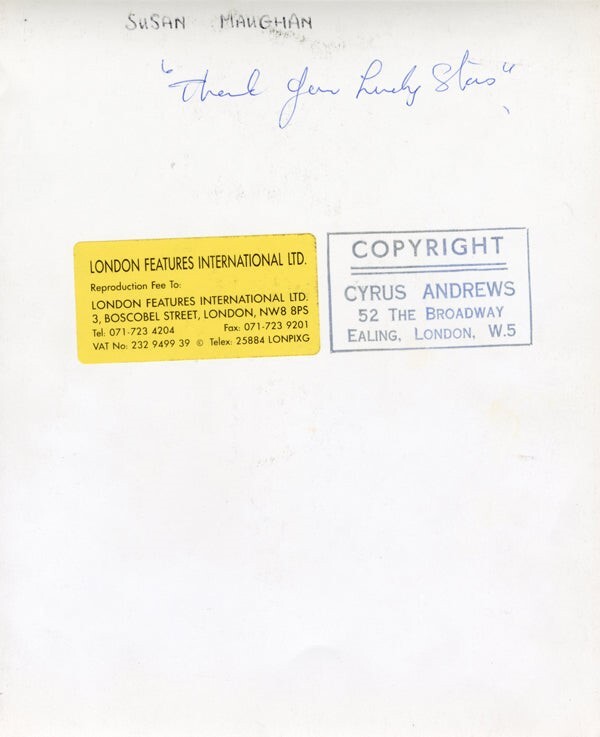 SUSAN MAUGHAN
"Thank You Lucky Stars"
LONDON FEATURES INTERNATIONAL LTD.
Reproduction Fee To:
LONDON FEATURES INTERNATIONAL LTD.
3, BOSCOBEL STREET, LONDON, NW8 8PS
Tel: 071-723 4204 Fax: 071-723 9201
VAT No: 232 9499 39 © Telex: 25884 LONPIXG
COPYRIGHT
CYRUS ANDREWS
52 THE BROADWAY
EALING, LONDON, W.5